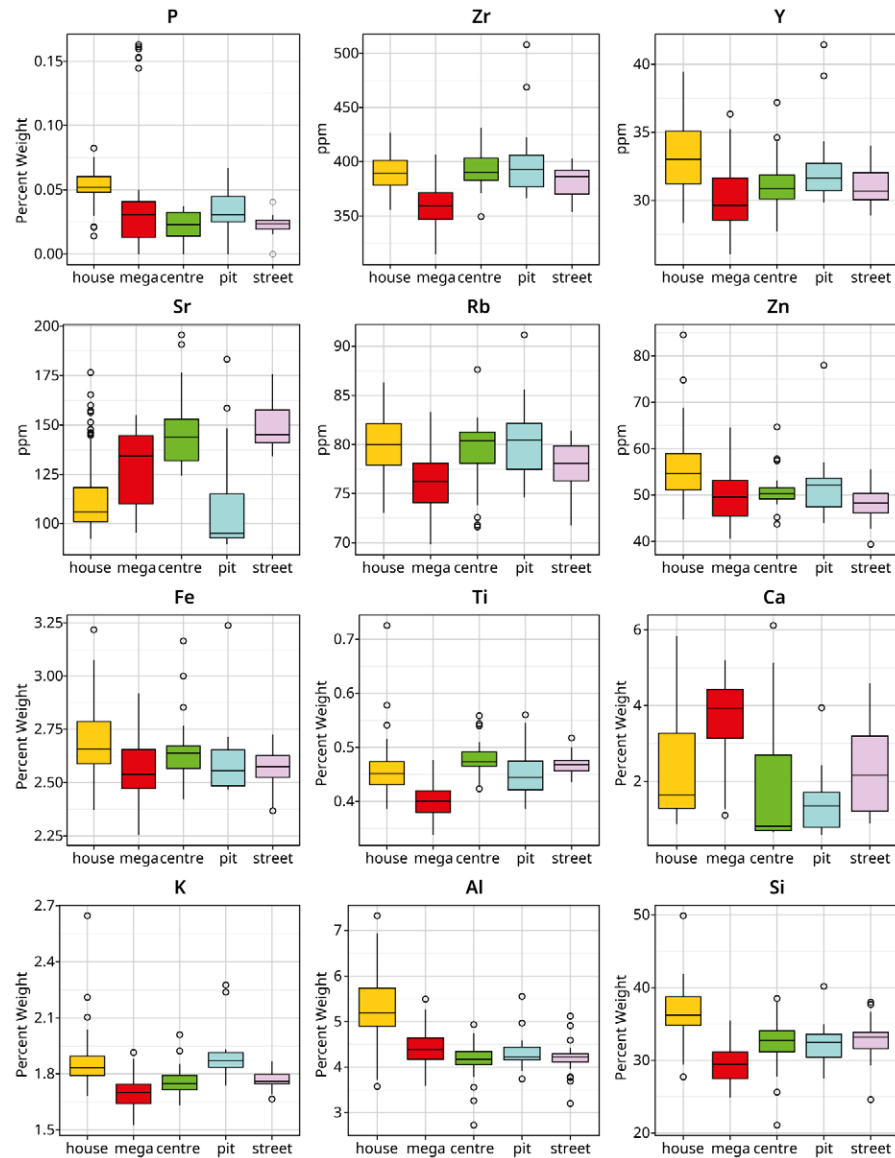 P
Zr
Y
Percent Weight
0.15
0.10
0.05
0.00
house mega centre pit street
ppm
500
450
400
350
house mega centre pit street
ppm
40
35
30
house mega centre pit street
Sr
Rb
Zn
ppm
200
175
150
125
100
house mega centre pit street
ppm
90
85
80
75
70
house mega centre pit street
80
70
60
50
40
house mega centre pit street
Fe
Ti
Ca
Percent Weight
3.25
3.00
2.75
2.50
2.25
house mega centre pit street
Percent Weight
0.7
0.6
0.5
0.4
house mega centre pit street
Percent Weight
6
4
2
house mega centre pit street
K
Al
Si
Percent Weight
2.7
2.4
2.1
1.8
1.5
house mega centre pit street
Percent Weight
7
6
5
4
3
house mega centre pit street
Percent Weight
50
40
30
20
house mega centre pit street